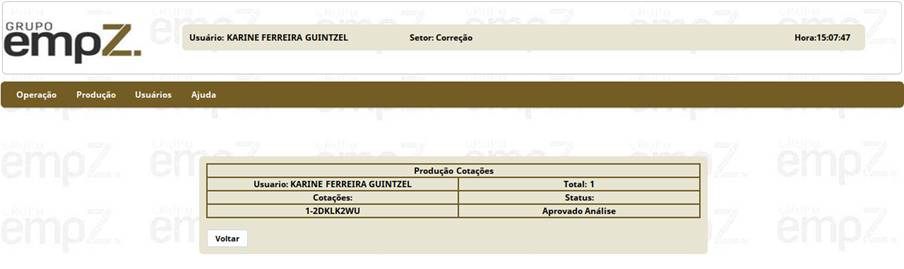 GRUPO
empZ.
Usuário: KARINE FERREIRA GUINTZEL Setor: Correção Hora:15:07:47
Operação Produção Usuários Ajuda
Produção Cotações
Usuario: KARINE FERREIRA GUINTZEL Total: 1
Cotações: Status:
1-2DKLK2WU Aprovado Análise
Voltar